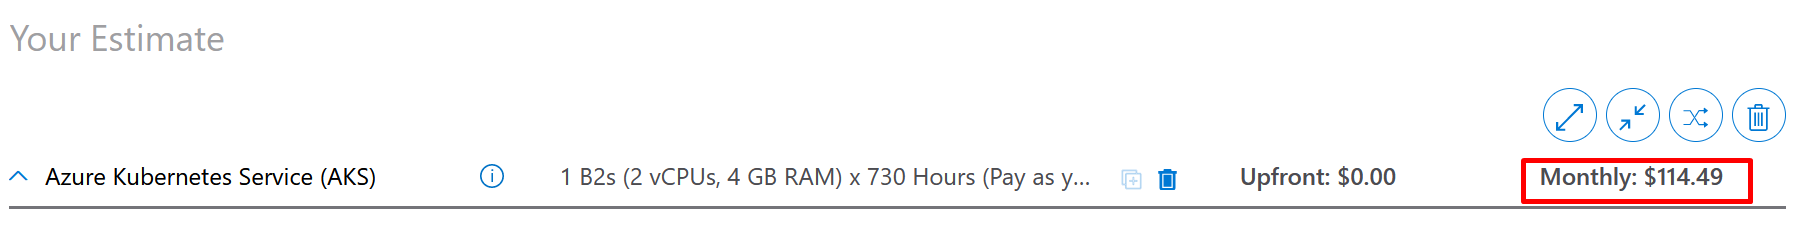 Your Estimate
Azure Kubernetes Service (AKS) 1 B2s (2 vCPUs, 4 GB RAM) x 730 Hours (Pay as y... Upfront: $0.00 Monthly: $114.49